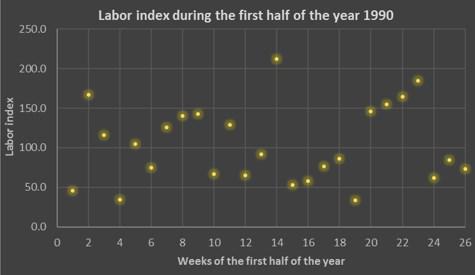 Labor index during the first half of the year 1990
250.0
200.0
150.0
100.0
50.0
0.0
Labor index
0 2 4 6 8 10 12 14 16 18 20 22 24 26
Weeks of the first half of the year